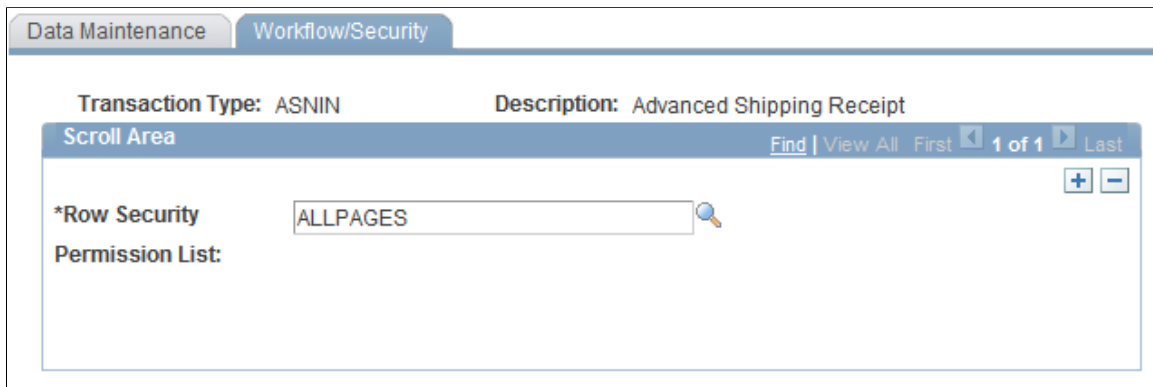 Data Maintenance Workflow/Security
Transaction Type: ASNIN Description: Advanced Shipping Receipt
Scroll Area Find | View All First 1 of 1 Last
*Row Security ALLPAGES
Permission List: